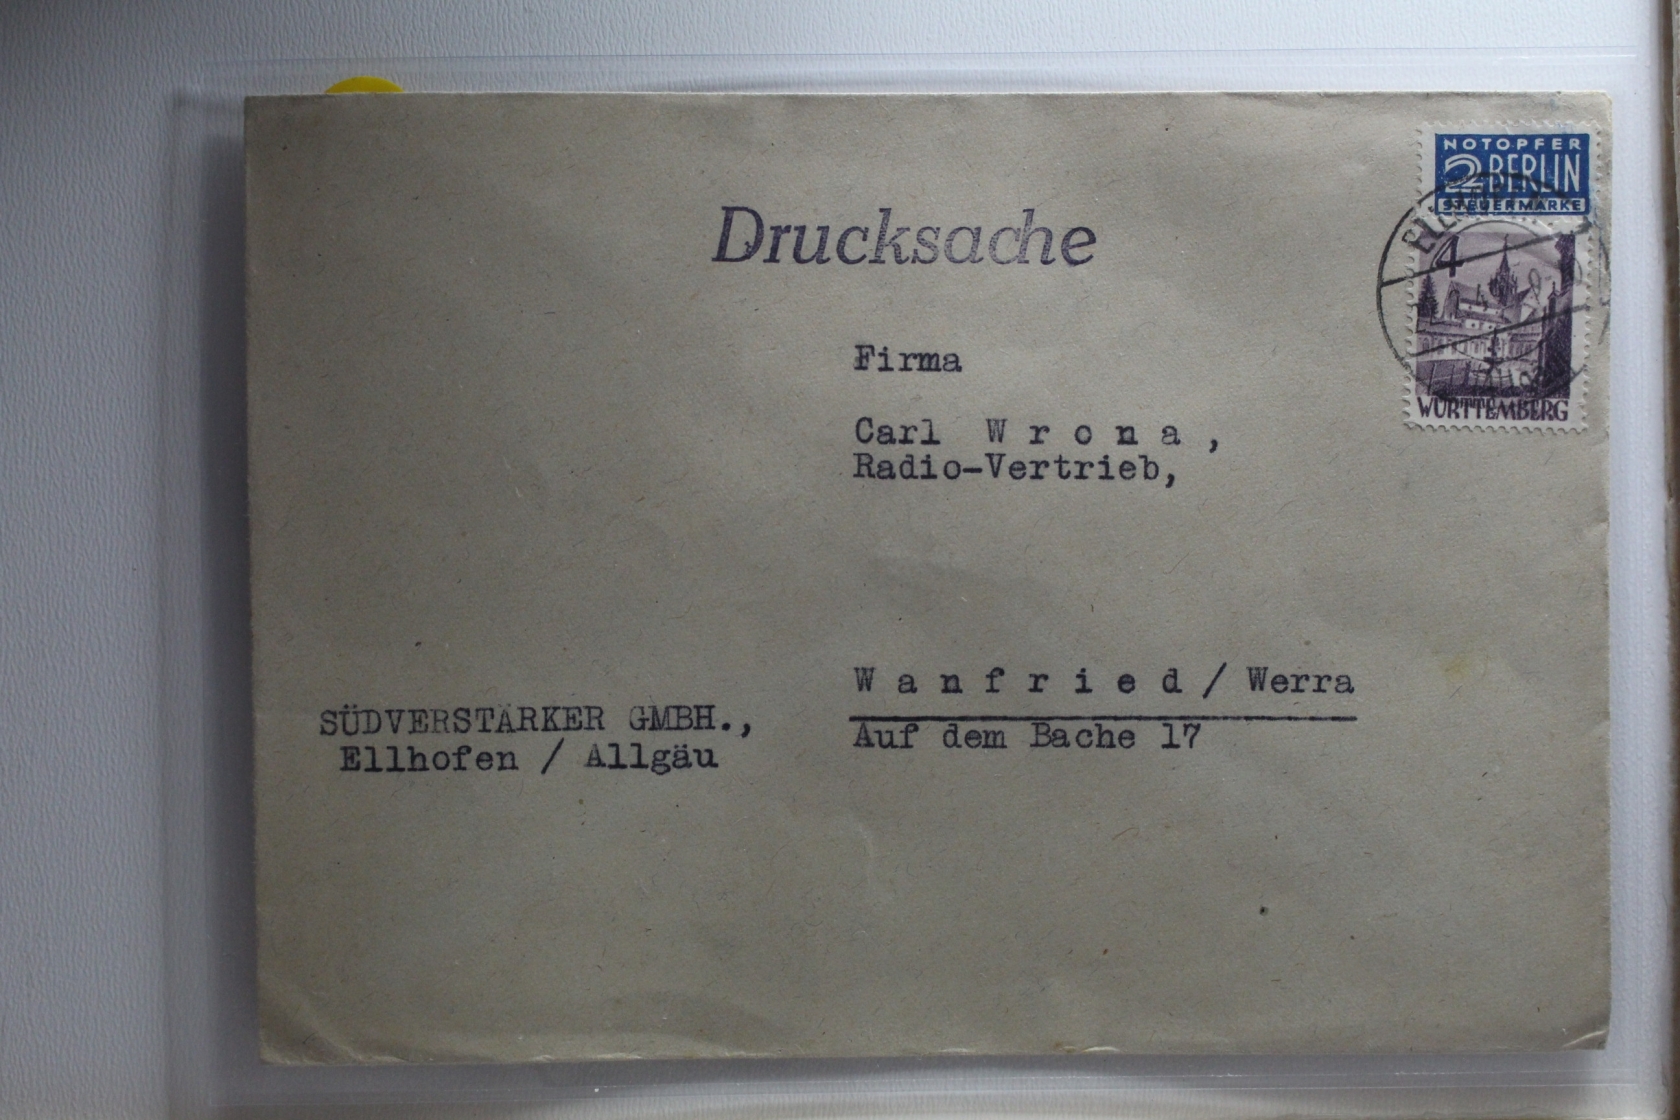 Drucksache
NOTOPFER
2 BERLIN
STEUERMARKE
4
WÜRTTEMBERG
Firma
Carl W r o n a ,
Radio-Vertrieb,
W a n f r i e d / Werra
Auf dem Bache 17
SÜDVERSTÄRKER GMBH.,
Ellhofen / Allgäu